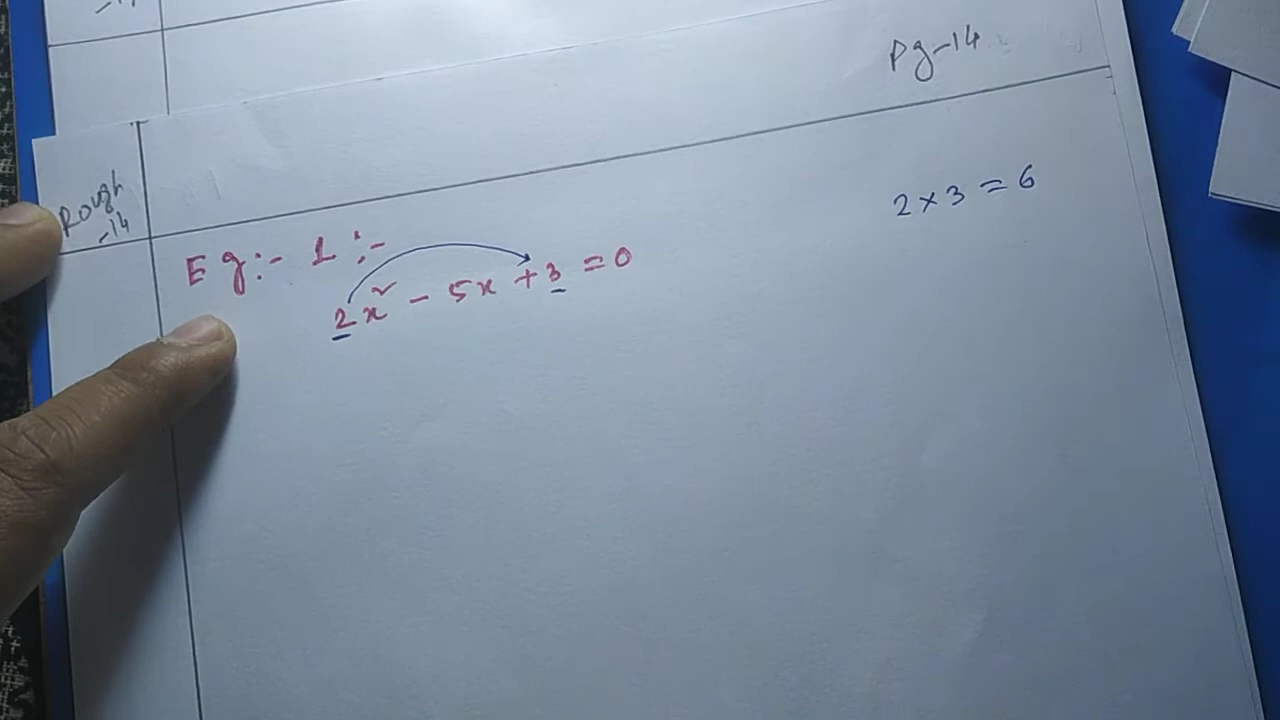 Pg-14
Rough
-14
2 × 3 = 6
Eg:- 1:-
2x² - 5x + 3 = 0